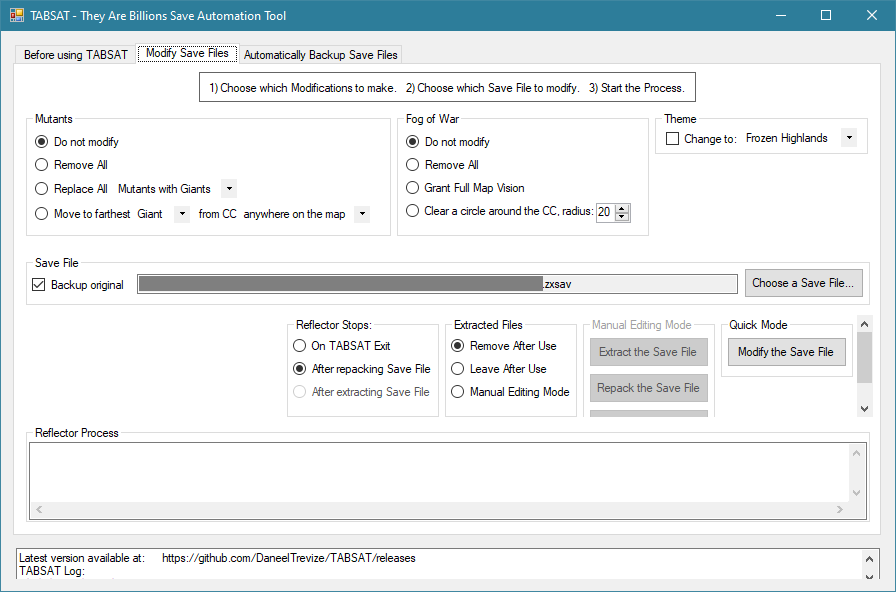 TABSAT - They Are Billions Save Automation Tool
Before using TABSAT
Modify Save Files
Automatically Backup Save Files
1) Choose which Modifications to make. 2) Choose which Save File to modify. 3) Start the Process.
Mutants
Do not modify
Remove All
Replace All Mutants with Giants
Move to farthest Giant from CC anywhere on the map
Fog of War
Do not modify
Remove All
Grant Full Map Vision
Clear a circle around the CC, radius: 20
Theme
Change to: Frozen Highlands
Save File
Backup original
.zxsav
Choose a Save File...
Reflector Stops:
On TABSAT Exit
After repacking Save File
After extracting Save File
Extracted Files
Remove After Use
Leave After Use
Manual Editing Mode
Manual Editing Mode
Extract the Save File
Repack the Save File
Quick Mode
Modify the Save File
Reflector Process
Latest version available at: https://github.com/DaneelTrevize/TABSAT/releases
TABSAT Log: